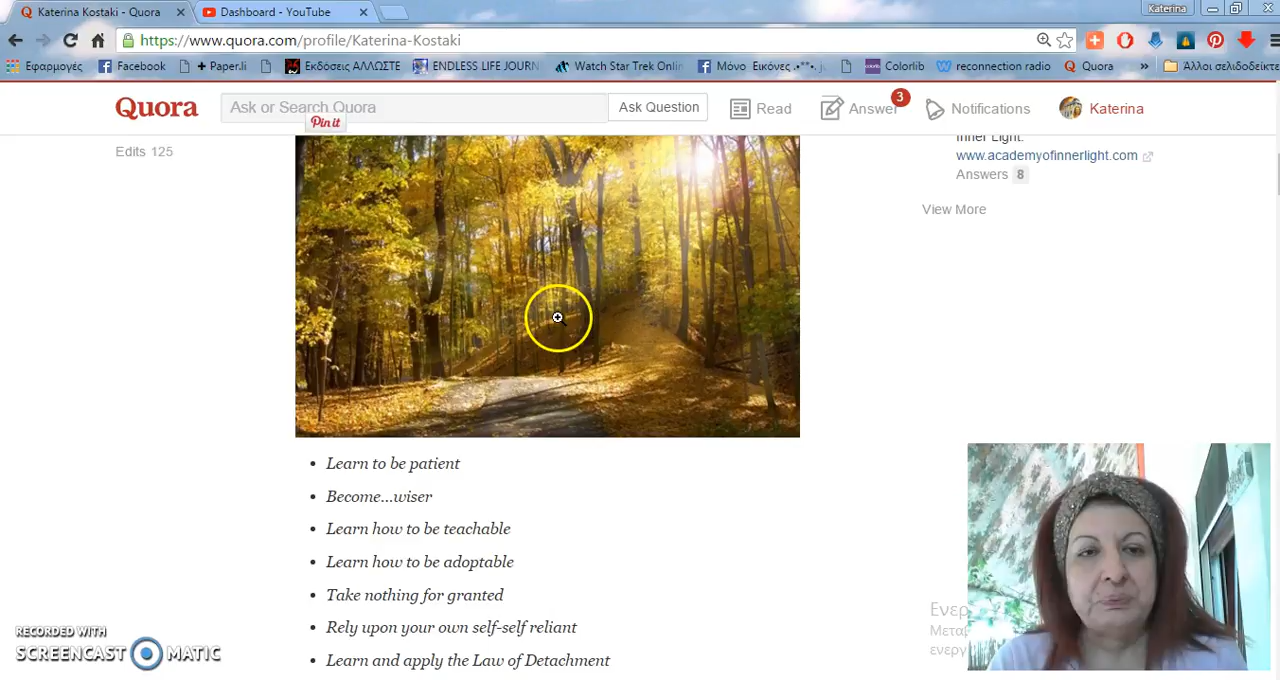 Katerina Kostaki - Quora
Dashboard - YouTube
Katerina
https://www.quora.com/profile/Katerina-Kostaki
Εφαρμογές
Facebook
+ Paper.li
Εκδόσεις ΑΛΛΩΣΤΕ
ENDLESS LIFE JOURN
Watch Star Trek Onlin
Μόνο Εικόνες
Colorlib
reconnection radio
Quora
»
Άλλοι σελιδοδείκτε
Quora
Ask or Search Quora
Ask Question
Read
Answer
3
Notifications
Katerina
Pin it
Edits 125
Inner Light.
www.academyofinnerlight.com
Answers 8
View More
• Learn to be patient
• Become...wiser
• Learn how to be teachable
• Learn how to be adoptable
• Take nothing for granted
• Rely upon your own self-self reliant
• Learn and apply the Law of Detachment
RECORDED WITH
SCREENCAST MATIC
Ενερ
Μεταβ
ενεργ